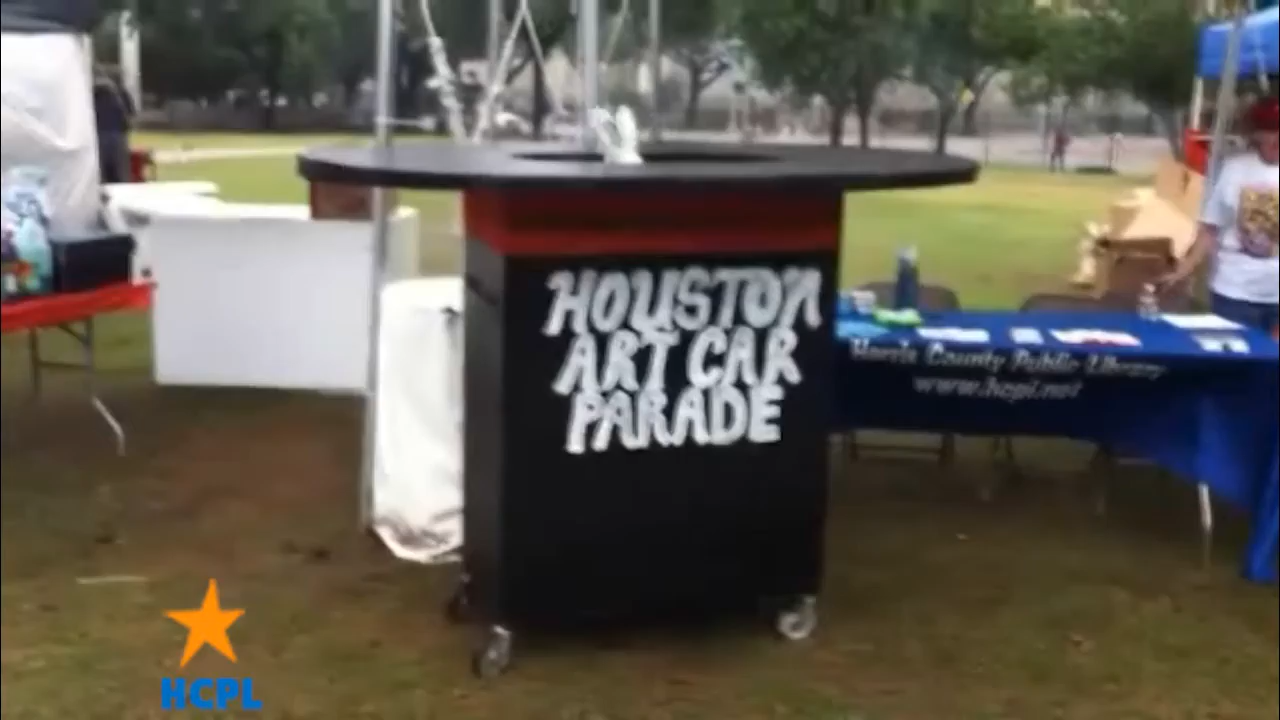 HOUSTON
ART CAR
PARADE
Harris County Public Library
www.hcpl.net
HCPL